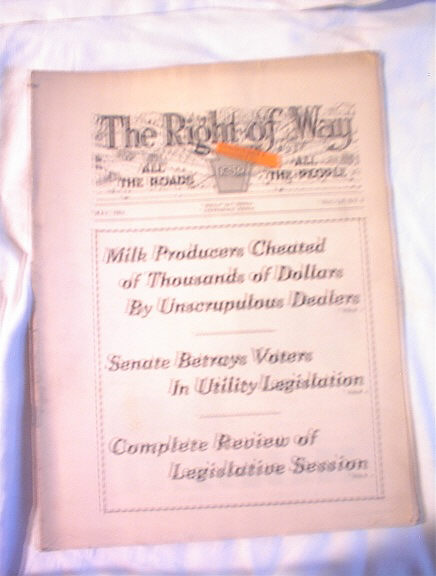 The Right of Way
ALL THE ROADS
ALL THE PEOPLE
Milk Producers Cheated
of Thousands of Dollars
By Unscrupulous Dealers
Senate Betrays Voters
In Utility Legislation
Complete Review of
Legislative Session